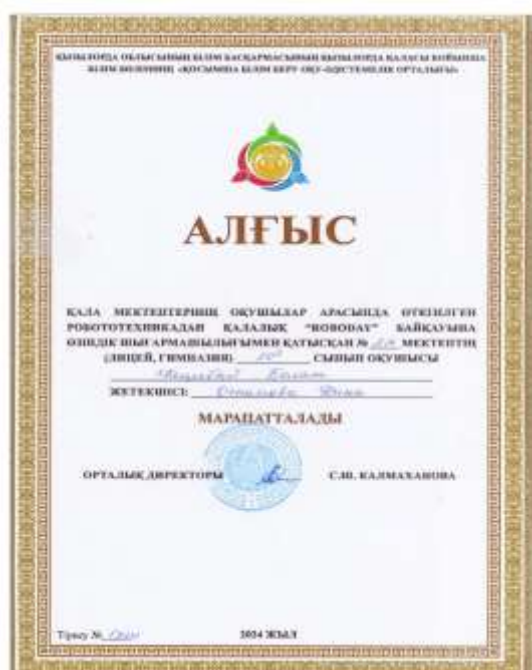 ҚЫЗЫЛОРДА ОБЛЫСЫНЫҢ БІЛІМ БАСҚАРМАСЫНЫҢ ҚЫЗЫЛОРДА ҚАЛАСЫ БОЙЫНША
БІЛІМ БӨЛІМІНІҢ «ҚОСЫМША БІЛІМ БЕРУ ОҚУ-ӘДІСТЕМЕЛІК ОРТАЛЫҒЫ»
АЛҒЫС
ҚАЛА МЕКТЕПТЕРІНІҢ ОҚУШЫЛАР АРАСЫНДА ӨТКІЗІЛГЕН
РОБОТОТЕХНИКАДАН ҚАЛАЛЫҚ "ROBODAY" БАЙҚАУЫНА
ӨЗІНДІК ШЫҒАРМАШЫЛЫҒЫМЕН ҚАТЫСҚАН № МЕКТЕПТІҢ
(ЛИЦЕЙ, ГИМНАЗИЯ) СЫНЫП ОҚУШЫСЫ
ЖЕТЕКШІСІ:
МАРАПАТТАЛАДЫ
ОРТАЛЫҚ ДИРЕКТОРЫ С.Ш. КАЛМАХАНОВА
Тіркеу №
2024 ЖЫЛ